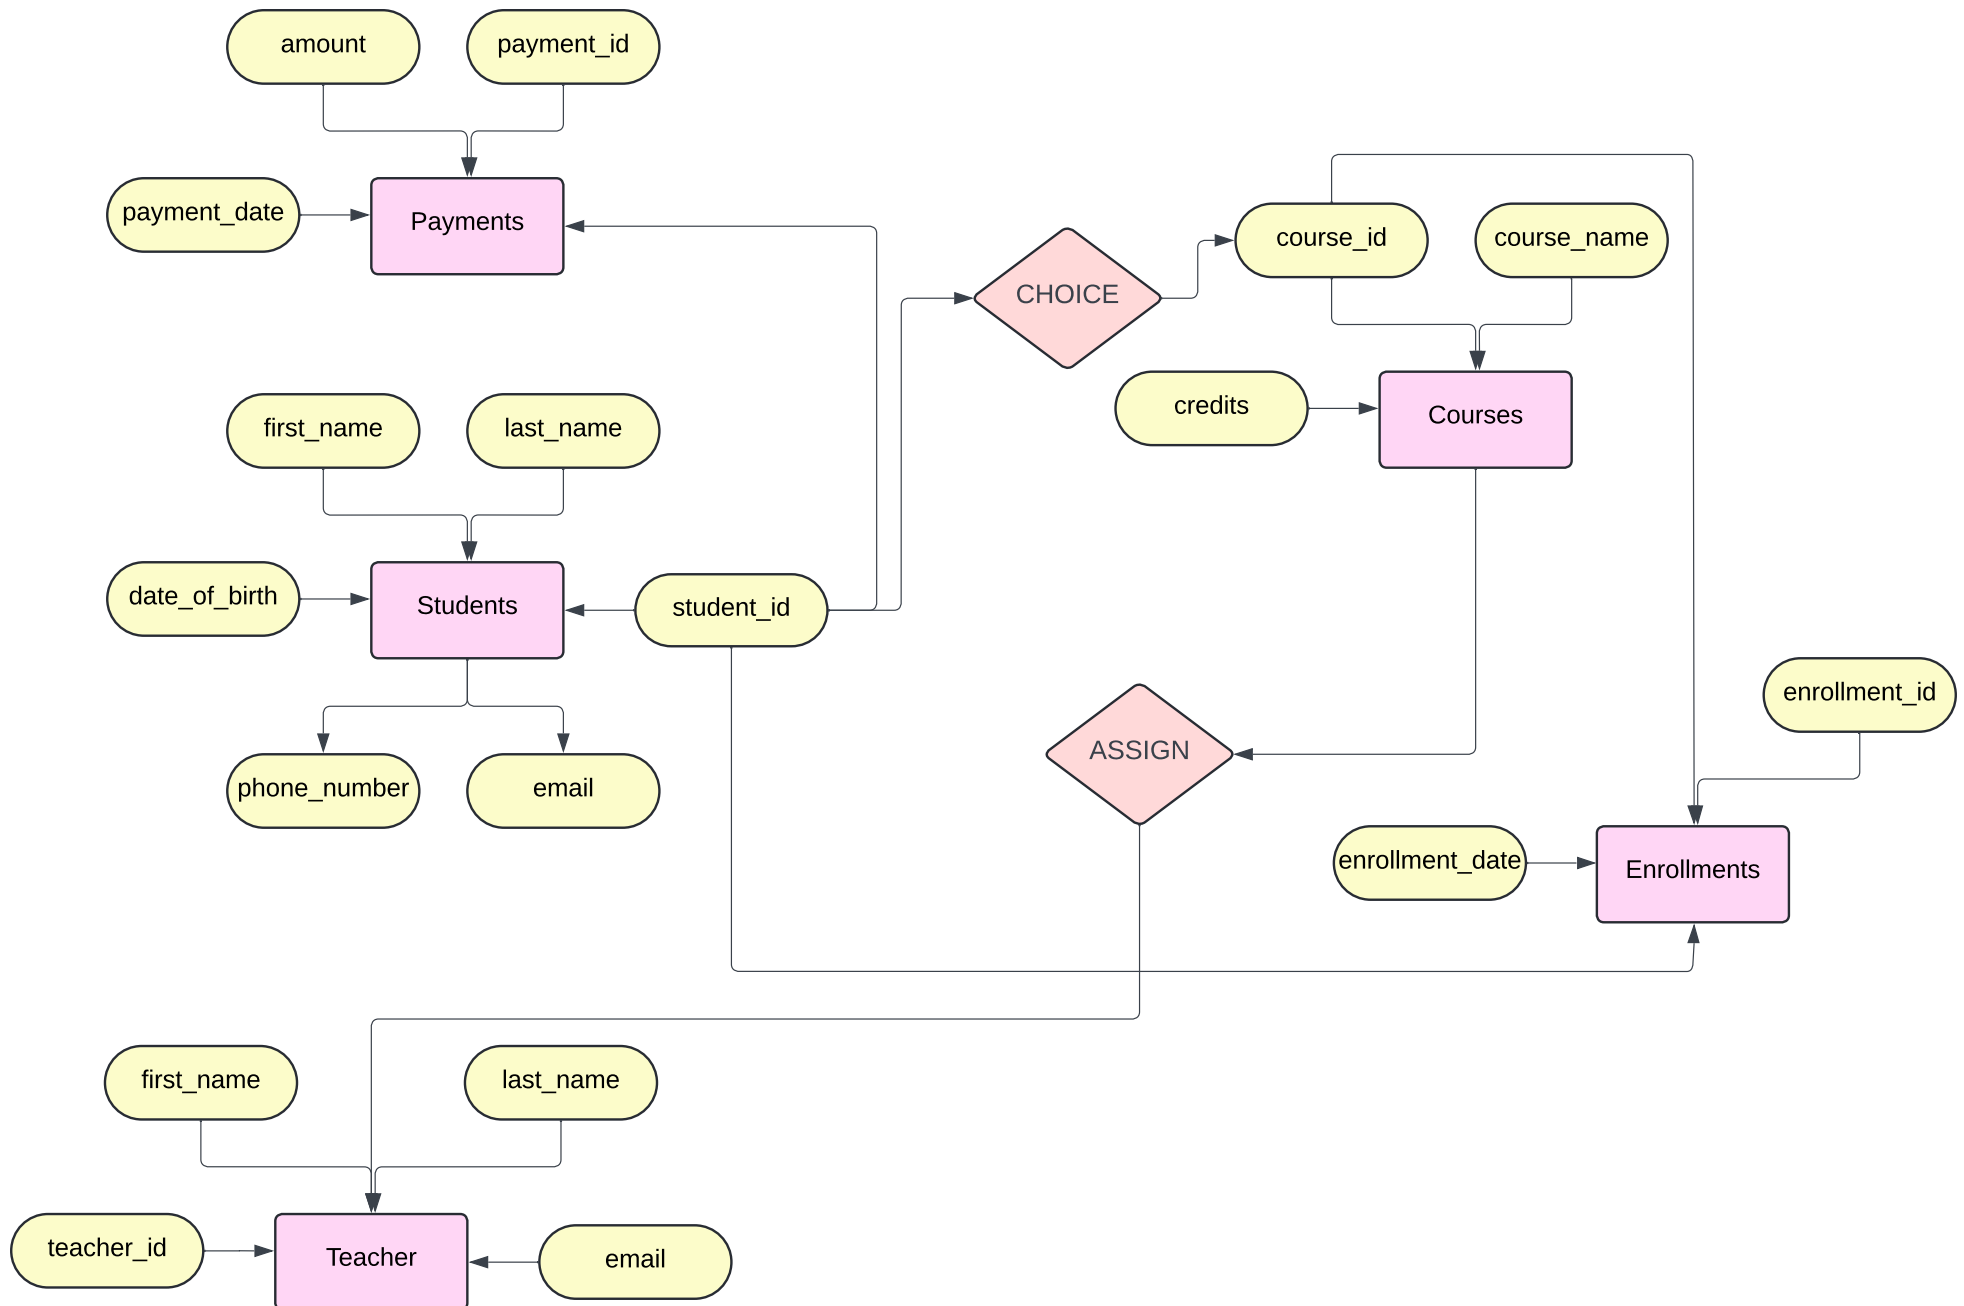 amount
payment_id
payment_date
Payments
course_id
course_name
CHOICE
credits
Courses
first_name
last_name
date_of_birth
Students
student_id
phone_number
email
ASSIGN
enrollment_id
enrollment_date
Enrollments
first_name
last_name
teacher_id
Teacher
email